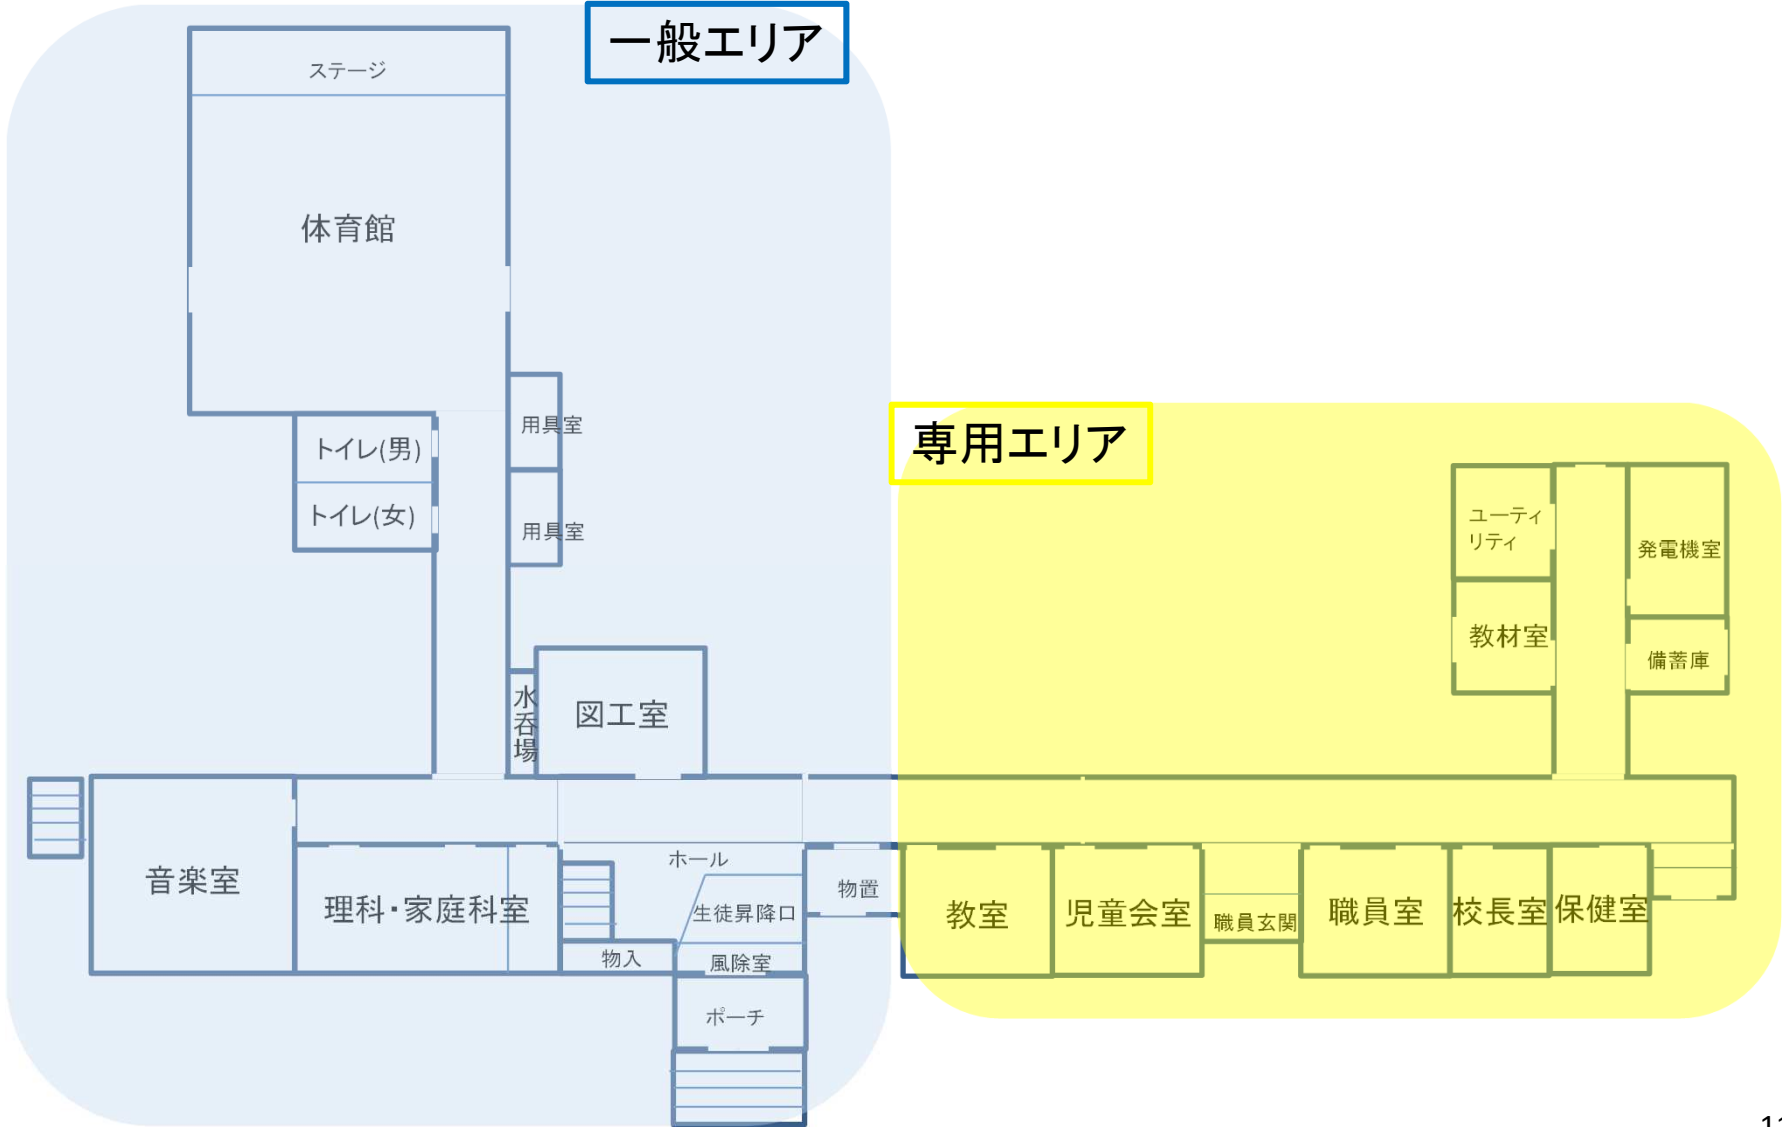 一般エリア
ステージ
体育館
用具室
トイレ(男)
トイレ(女)
用具室
水呑場
図工室
音楽室
理科・家庭科室
ホール
生徒昇降口
物入
風除室
ポーチ
物置
専用エリア
ユーティ
リティ
発電機室
教材室
備蓄庫
教室
児童会室
職員玄関
職員室
校長室
保健室